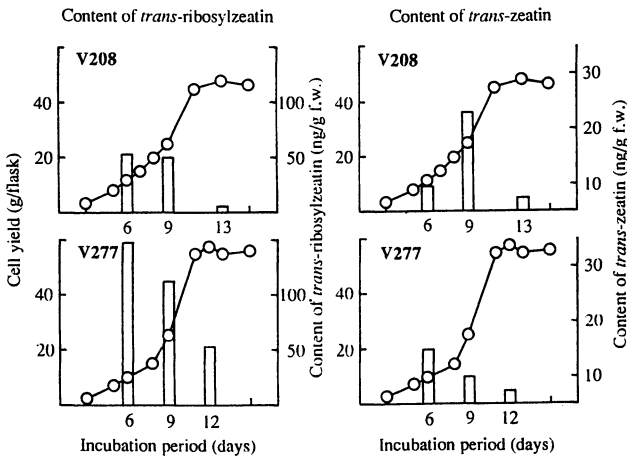 Content of trans-ribosylzeatin
Content of trans-zeatin
V208
40
20
100
50
6 9 13
V208
30
20
10
6 9 13
V277
40
20
100
50
6 9 12
Incubation period (days)
V277
40
20
30
20
10
6 9 12
Incubation period (days)
Cell yield (g/flask)
Content of trans-ribosylzeatin (ng/g f.w.)
Content of trans-zeatin (ng/g f.w.)